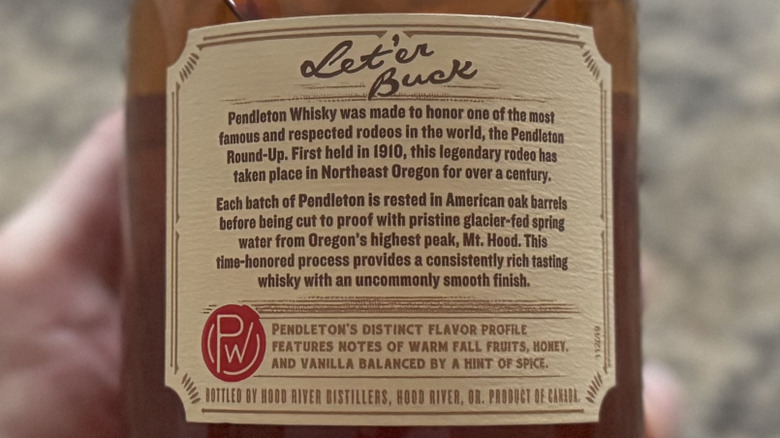 Let'er
Buck
Pendleton Whisky was made to honor one of the most
famous and respected rodeos in the world, the Pendleton
Round-Up. First held in 1910, this legendary rodeo has
taken place in Northeast Oregon for over a century.
Each batch of Pendleton is rested in American oak barrels
before being cut to proof with pristine glacier-fed spring
water from Oregon's highest peak, Mt. Hood. This
time-honored process provides a consistently rich tasting
whisky with an uncommonly smooth finish.
PW
PENDLETON'S DISTINCT FLAVOR PROFILE
FEATURES NOTES OF WARM FALL FRUITS, HONEY,
AND VANILLA BALANCED BY A HINT OF SPICE.
BOTTLED BY HOOD RIVER DISTILLERS, HOOD RIVER, OR. PRODUCT OF CANADA.